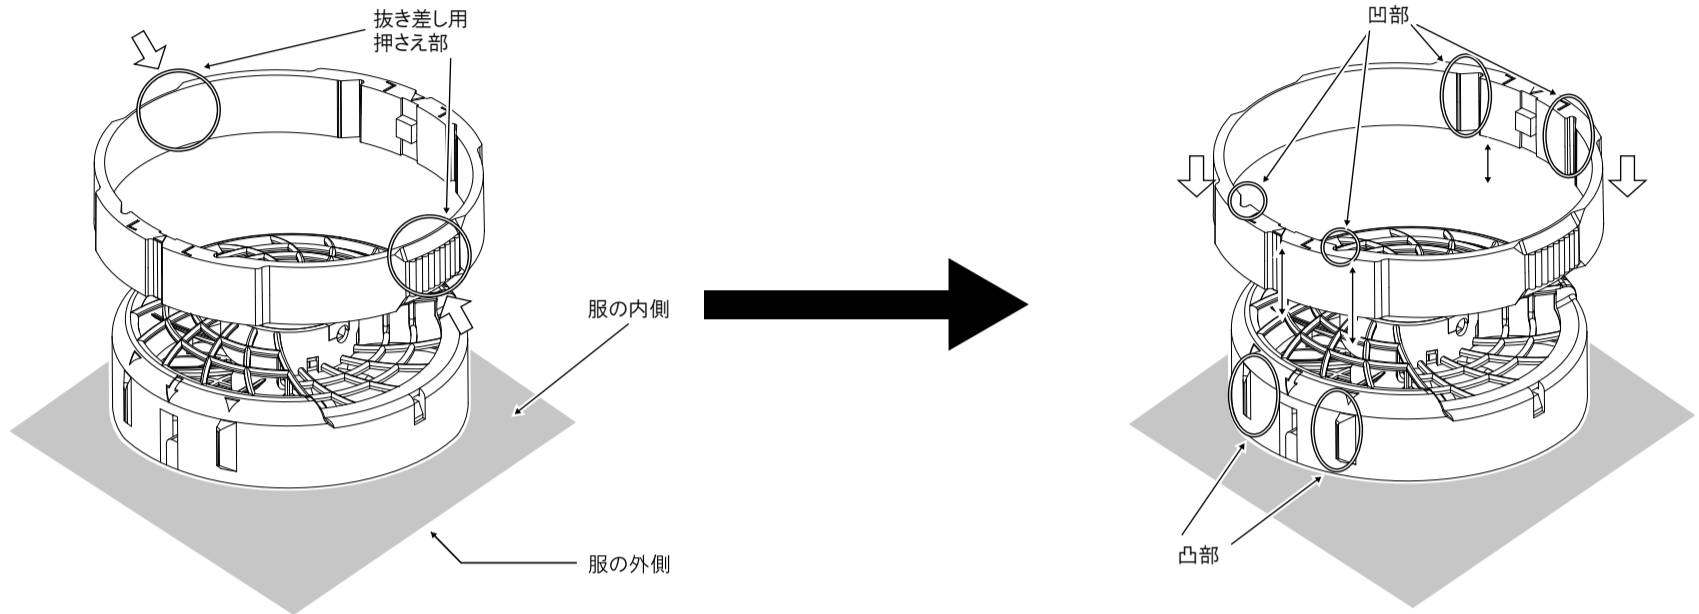 抜き差し用
押さえ部
服の内側
服の外側
凹部
凸部